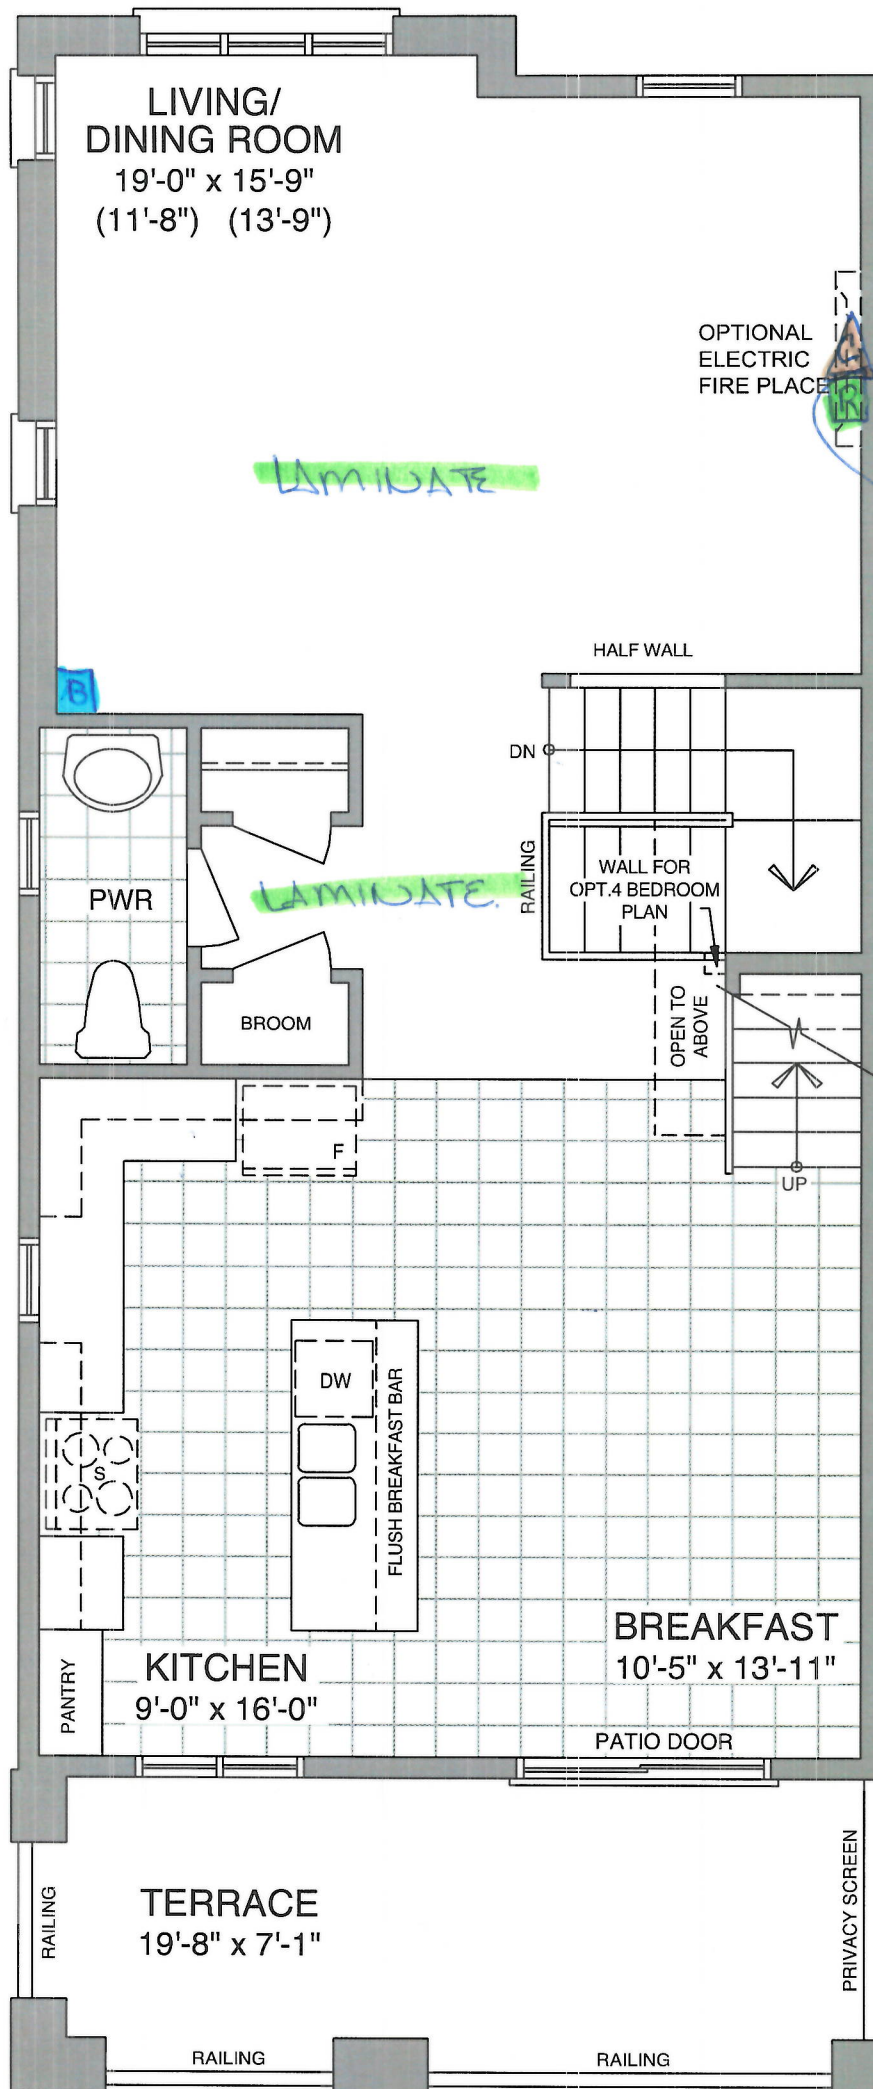 LIVING/
DINING ROOM
19'-0" x 15'-9"
(11'-8") (13'-9")
OPTIONAL
ELECTRIC
FIRE PLACE
LAMINATE
B
HALF WALL
DN
RAILING
WALL FOR
OPT.4 BEDROOM
PLAN
PWR
LAMINATE.
BROOM
OPEN TO
ABOVE
F
UP
DW
FLUSH BREAKFAST BAR
S
BREAKFAST
10'-5" x 13'-11"
KITCHEN
9'-0" x 16'-0"
PANTRY
PATIO DOOR
TERRACE
19'-8" x 7'-1"
RAILING
PRIVACY SCREEN
RAILING
RAILING